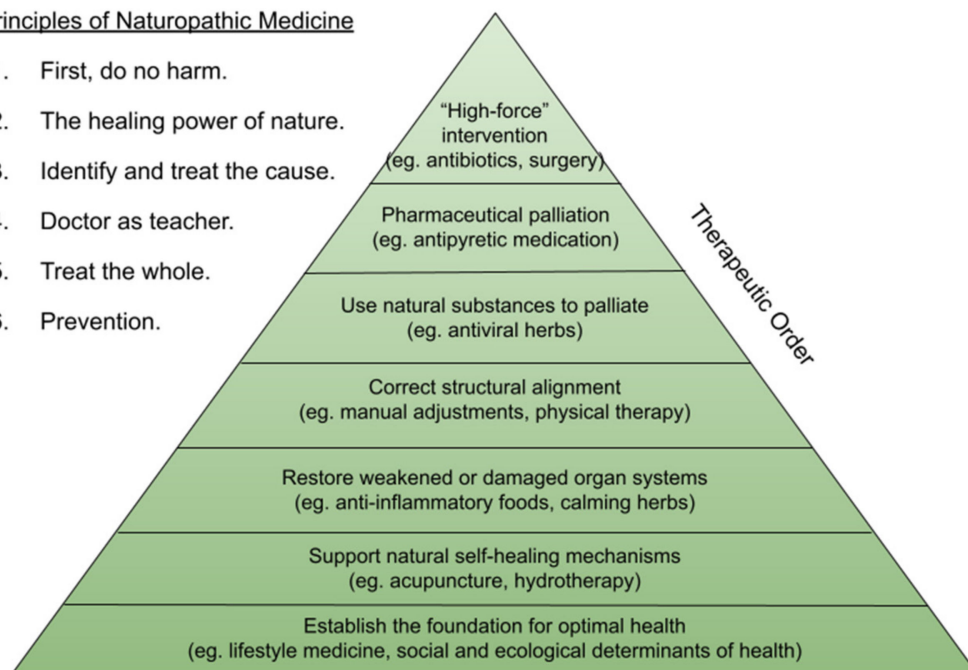 rinciples of Naturopathic Medicine
. First, do no harm.
. The healing power of nature.
. Identify and treat the cause.
. Doctor as teacher.
. Treat the whole.
. Prevention.
“High-force”
intervention
(eg. antibiotics, surgery)
Pharmaceutical palliation
(eg. antipyretic medication)
Use natural substances to palliate
(eg. antiviral herbs)
Correct structural alignment
(eg. manual adjustments, physical therapy)
Restore weakened or damaged organ systems
(eg. anti-inflammatory foods, calming herbs)
Support natural self-healing mechanisms
(eg. acupuncture, hydrotherapy)
Establish the foundation for optimal health
(eg. lifestyle medicine, social and ecological determinants of health)
Therapeutic Order